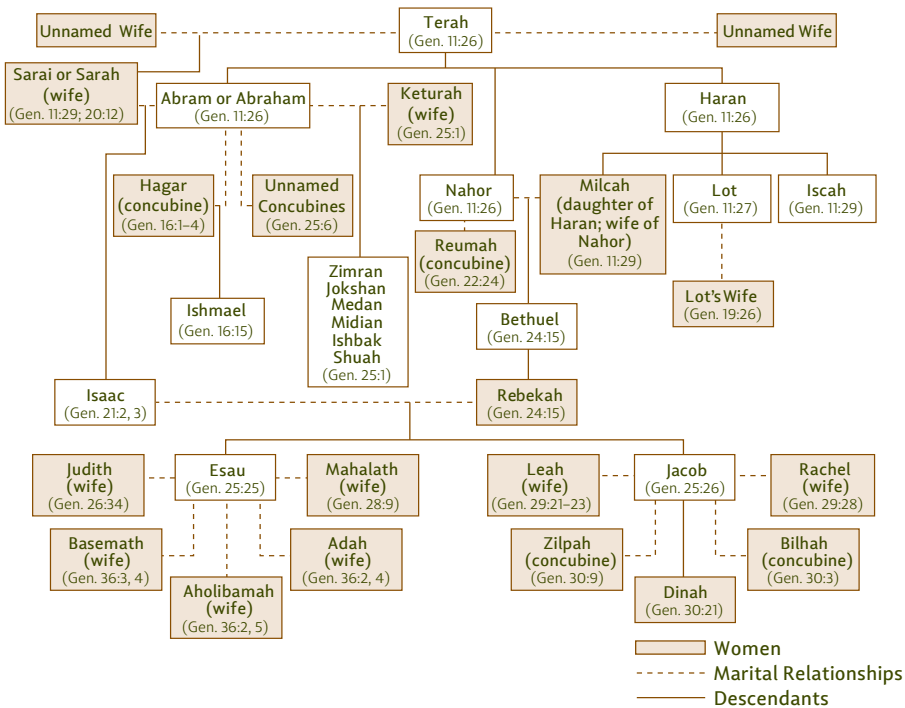 Unnamed Wife
Terah
(Gen. 11:26)
Unnamed Wife
Sarai or Sarah
(wife)
(Gen. 11:29; 20:12)
Abram or Abraham
(Gen. 11:26)
Keturah
(wife)
(Gen. 25:1)
Haran
(Gen. 11:26)
Hagar
(concubine)
(Gen. 16:1–4)
Unnamed
Concubines
(Gen. 25:6)
Nahor
(Gen. 11:26)
Milcah
(daughter of
Haran; wife of
Nahor)
(Gen. 11:29)
Lot
(Gen. 11:27)
Iscah
(Gen. 11:29)
Reumah
(concubine)
(Gen. 22:24)
Ishmael
(Gen. 16:15)
Zimran
Jokshan
Medan
Midian
Ishbak
Shuah
(Gen. 25:1)
Bethuel
(Gen. 24:15)
Lot's Wife
(Gen. 19:26)
Isaac
(Gen. 21:2, 3)
Rebekah
(Gen. 24:15)
Judith
(wife)
(Gen. 26:34)
Esau
(Gen. 25:25)
Mahalath
(wife)
(Gen. 28:9)
Leah
(wife)
(Gen. 29:21–23)
Jacob
(Gen. 25:26)
Rachel
(wife)
(Gen. 29:28)
Basemath
(wife)
(Gen. 36:3, 4)
Aholibamah
(wife)
(Gen. 36:2, 5)
Adah
(wife)
(Gen. 36:2, 4)
Zilpah
(concubine)
(Gen. 30:9)
Dinah
(Gen. 30:21)
Bilhah
(concubine)
(Gen. 30:3)
Women
Marital Relationships
Descendants